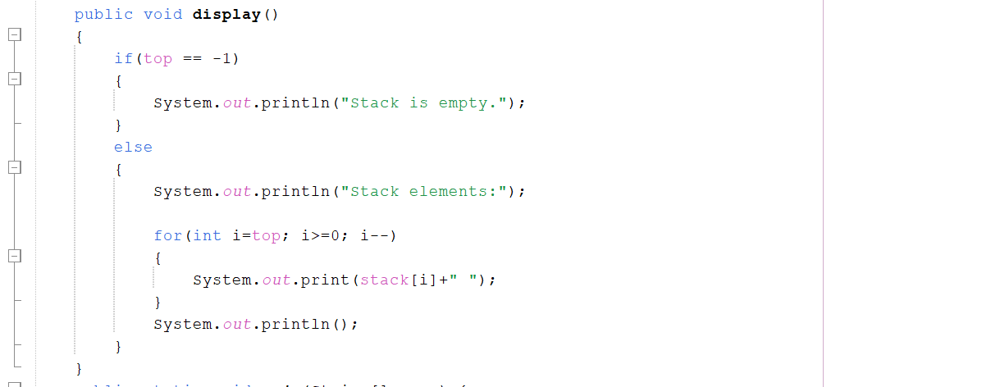 public void display()
{
if(top == -1)
{
System.out.println("Stack is empty.");
}
else
{
System.out.println("Stack elements:");
for(int i=top; i>=0; i--)
{
System.out.print(stack[i]+" ");
}
System.out.println();
}
}